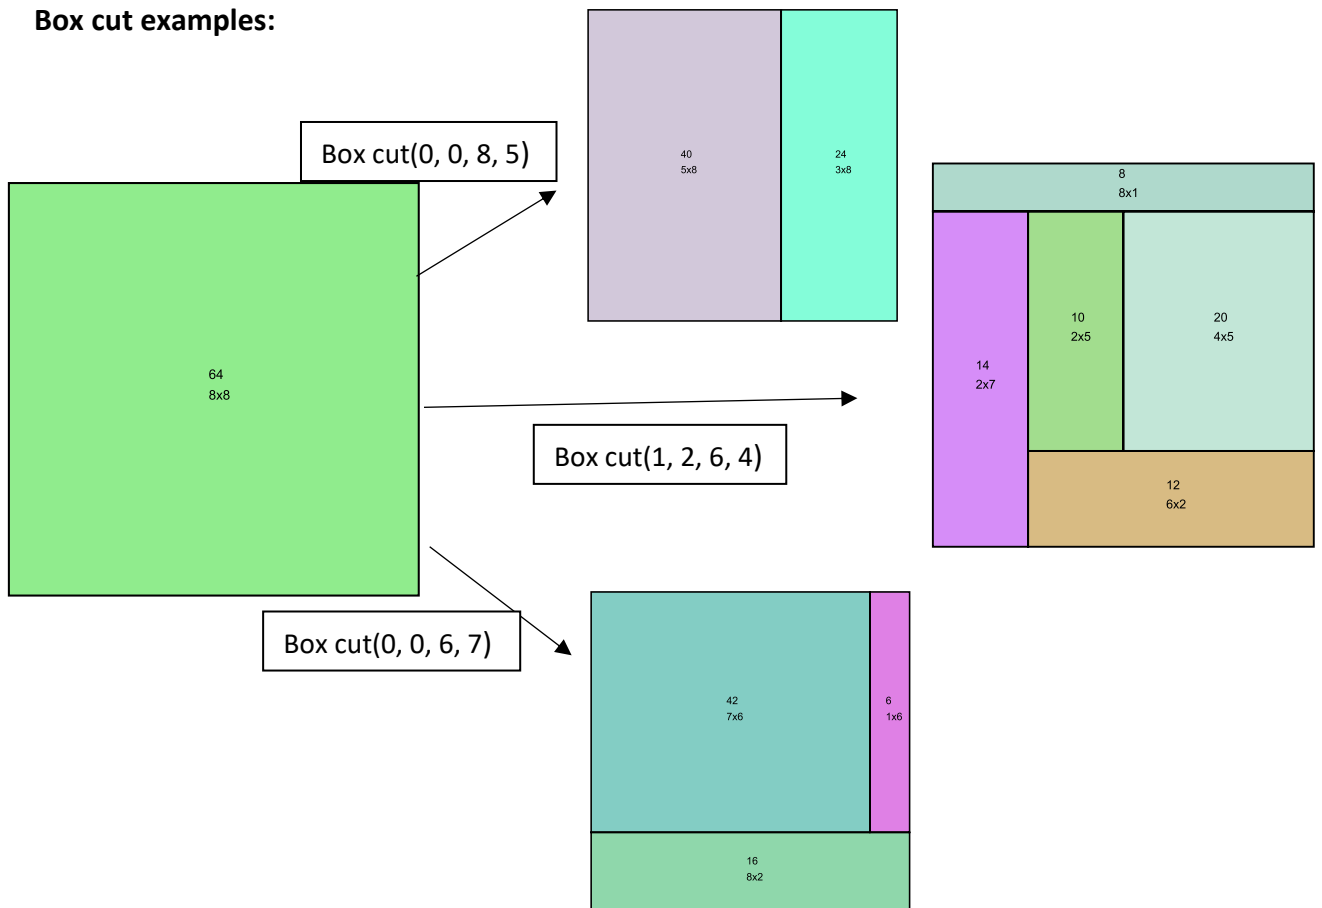 Box cut examples:
Box cut(0, 0, 8, 5)
40
5x8
24
3x8
8
8x1
64
8x8
14
2x7
10
2x5
20
4x5
12
6x2
Box cut(1, 2, 6, 4)
Box cut(0, 0, 6, 7)
42
7x6
6
1x6
16
8x2